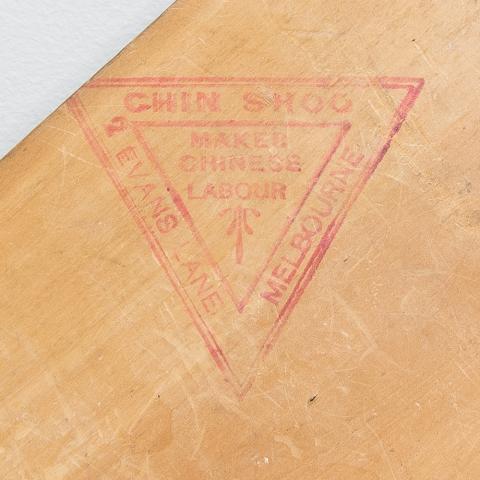 CHIN SHOO
MAKER
CHINESE
LABOUR
2 EVANS LANE
MELBOURNE